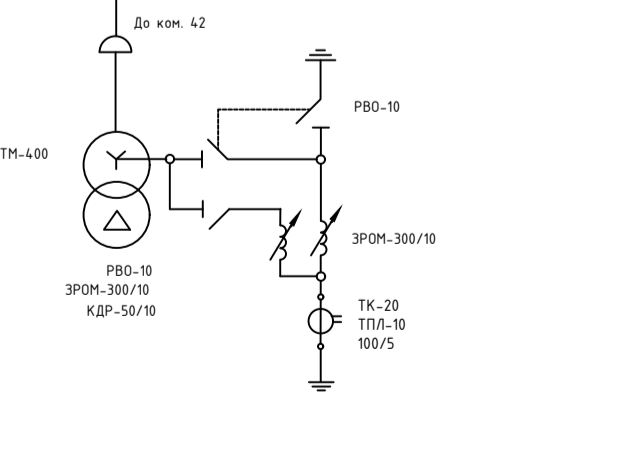 До ком. 42
РВО-10
ТМ-400
ЗРОМ-300/10
РВО-10
ЗРОМ-300/10
КДР-50/10
ТК-20
ТПЛ-10
100/5